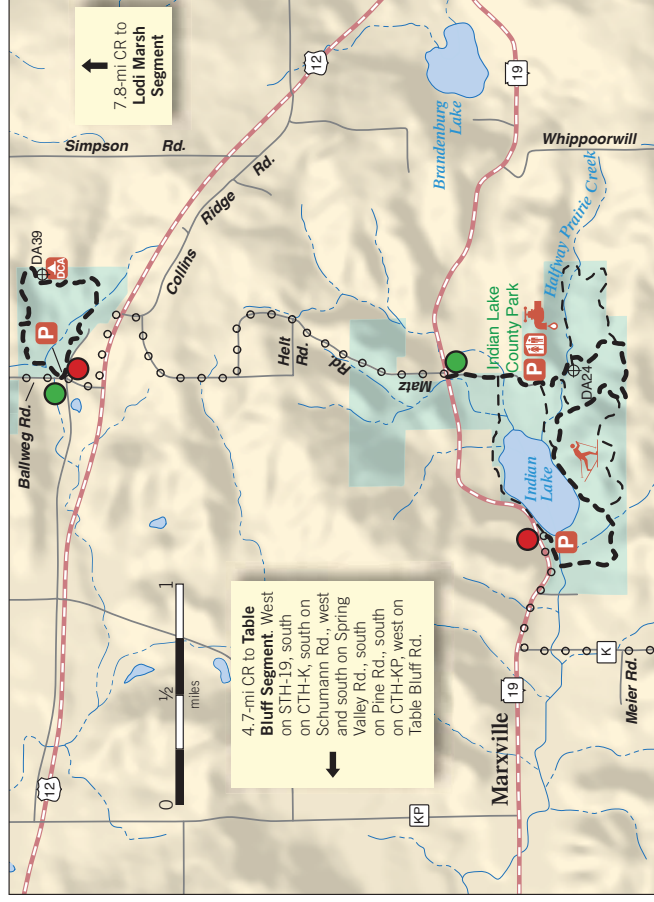 7.8-mi CR to
Lodi Marsh
Segment
12
19
Simpson Rd.
Whippoorwill
Brandenburg
Lake
Collins Ridge Rd.
Halfway Prairie Creek
DA39
DCA
P
Ballweg Rd.
Helt
Rd.
Matz Rd
Indian Lake
County Park
P
DA24
Indian
Lake
P
0
½
1
miles
4.7-mi CR to Table
Bluff Segment. West
on STH-19, south
on CTH-K, south on
Schumann Rd., west
and south on Spring
Valley Rd., south
on Pine Rd., south
on CTH-KP, west on
Table Bluff Rd.
12
KP
19
Marxville
K
Meier Rd.